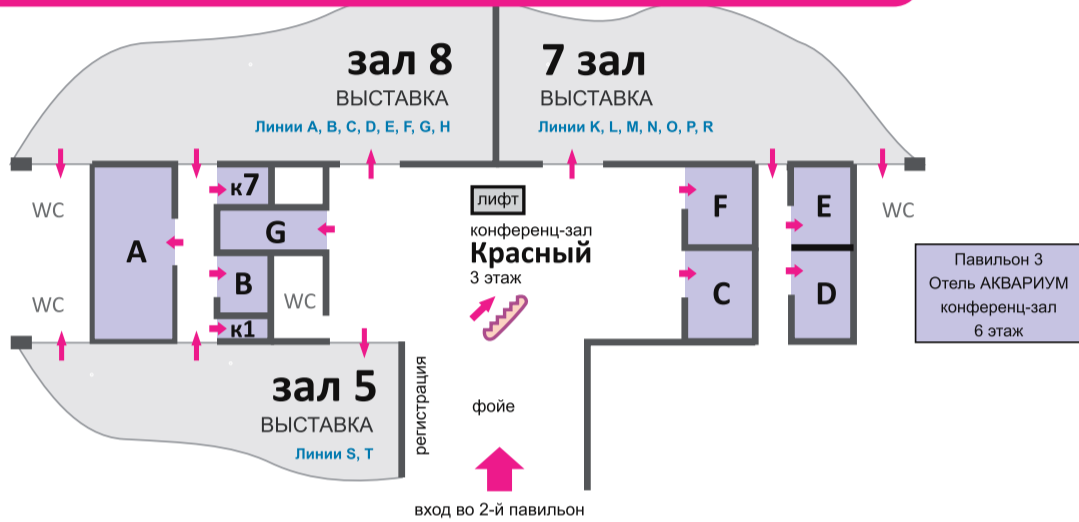 зал 8
ВЫСТАВКА
Линии A, B, C, D, E, F, G, H
7 зал
ВЫСТАВКА
Линии K, L, M, N, O, P, R
WC
WC
A
к7
G
B
WC
к1
лифт
конференц-зал
Красный
3 этаж
F
C
E
D
WC
Павильон 3
Отель АКВАРИУМ
конференц-зал
6 этаж
зал 5
ВЫСТАВКА
Линии S, T
регистрация
фойе
вход во 2-й павильон